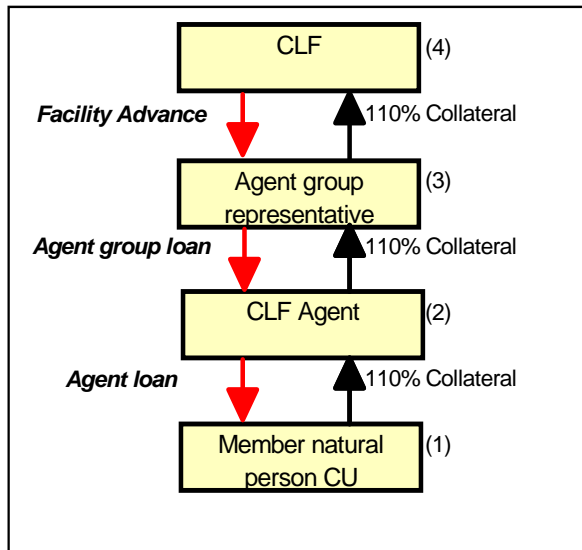 CLF (4)
Facility Advance 110% Collateral
Agent group (3)
representative
Agent group loan 110% Collateral
CLF Agent (2)
Agent loan 110% Collateral
Member natural (1)
person CU